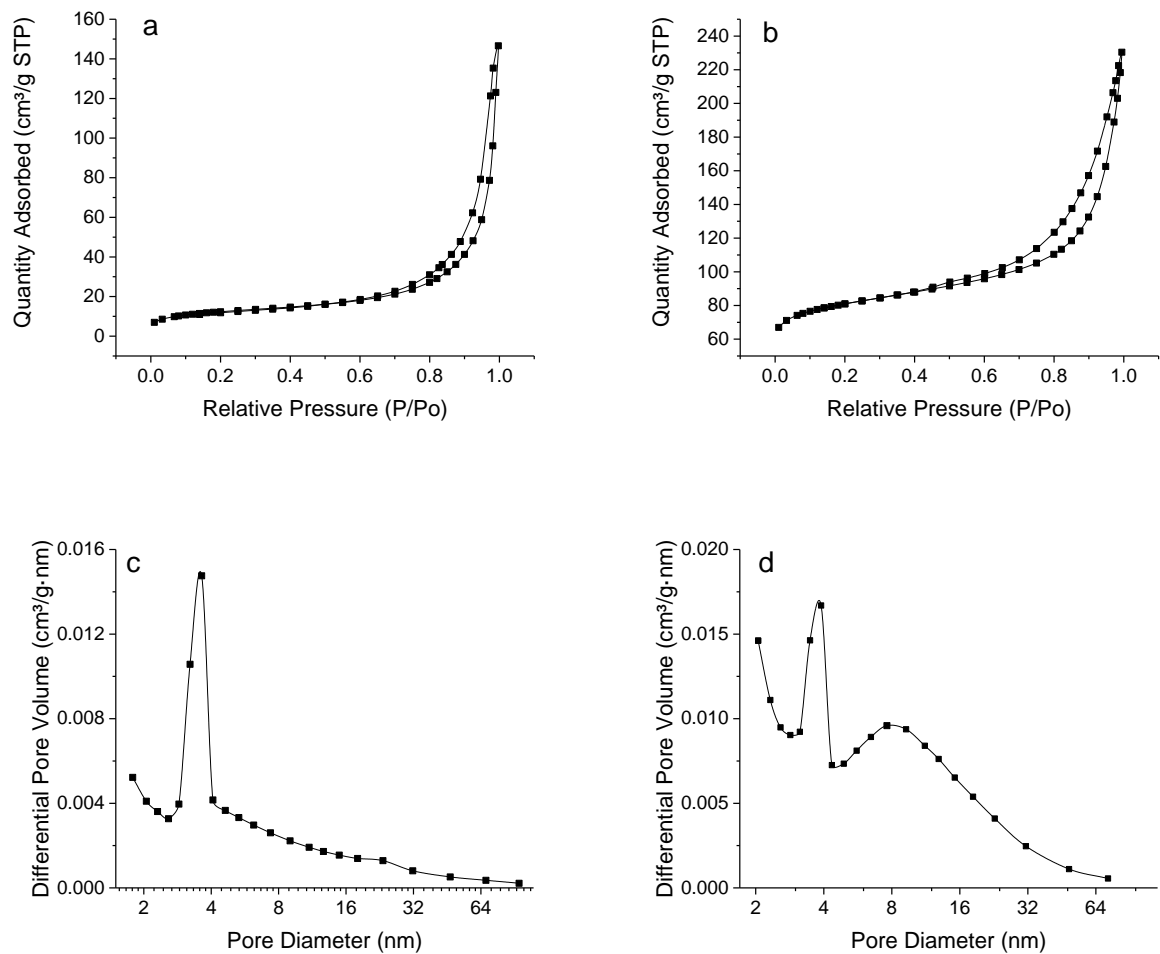 a
Quantity Adsorbed (cm³/g STP)
160
140
120
100
80
60
40
20
0
0.0 0.2 0.4 0.6 0.8 1.0
Relative Pressure (P/Po)
b
Quantity Adsorbed (cm³/g STP)
240
220
200
180
160
140
120
100
80
60
0.0 0.2 0.4 0.6 0.8 1.0
Relative Pressure (P/Po)
c
Differential Pore Volume (cm³/g·nm)
0.016
0.012
0.008
0.004
0.000
2 4 8 16 32 64
Pore Diameter (nm)
d
Differential Pore Volume (cm³/g·nm)
0.020
0.015
0.010
0.005
0.000
2 4 8 16 32 64
Pore Diameter (nm)